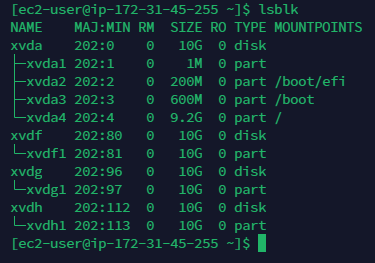 [ec2-user@ip-172-31-45-255 ~]$ lsblk
NAME    MAJ:MIN RM  SIZE RO TYPE MOUNTPOINTS
xvda    202:0    0   10G  0 disk
├─xvda1 202:1    0    1M  0 part
├─xvda2 202:2    0  200M  0 part /boot/efi
├─xvda3 202:3    0  600M  0 part /boot
└─xvda4 202:4    0  9.2G  0 part /
xvdf    202:80   0   10G  0 disk
└─xvdf1 202:81   0   10G  0 part
xvdg    202:96   0   10G  0 disk
└─xvdg1 202:97   0   10G  0 part
xvdh    202:112  0   10G  0 disk
└─xvdh1 202:113  0   10G  0 part
[ec2-user@ip-172-31-45-255 ~]$